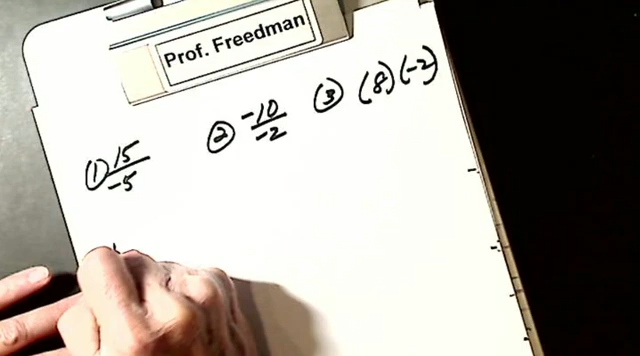 Prof. Freedman
① 15/-5 ② -10/-2 ③ (8)(-2)